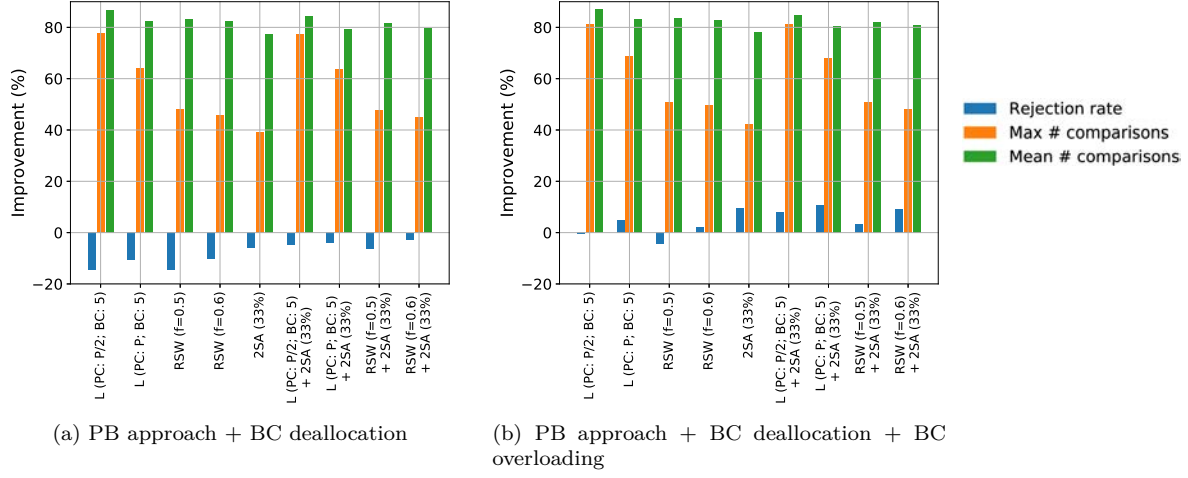 Improvement (%)
80
60
40
20
0
−20
L (PC: P/2; BC: 5)
L (PC: P; BC: 5)
RSW (f=0.5)
RSW (f=0.6)
2SA (33%)
L (PC: P/2; BC: 5)
+ 2SA (33%)
L (PC: P; BC: 5)
+ 2SA (33%)
RSW (f=0.5)
+ 2SA (33%)
RSW (f=0.6)
+ 2SA (33%)
(a) PB approach + BC deallocation
Improvement (%)
80
60
40
20
0
−20
L (PC: P/2; BC: 5)
L (PC: P; BC: 5)
RSW (f=0.5)
RSW (f=0.6)
2SA (33%)
L (PC: P/2; BC: 5)
+ 2SA (33%)
L (PC: P; BC: 5)
+ 2SA (33%)
RSW (f=0.5)
+ 2SA (33%)
RSW (f=0.6)
+ 2SA (33%)
(b) PB approach + BC deallocation + BC
overloading
Rejection rate
Max # comparisons
Mean # comparisons